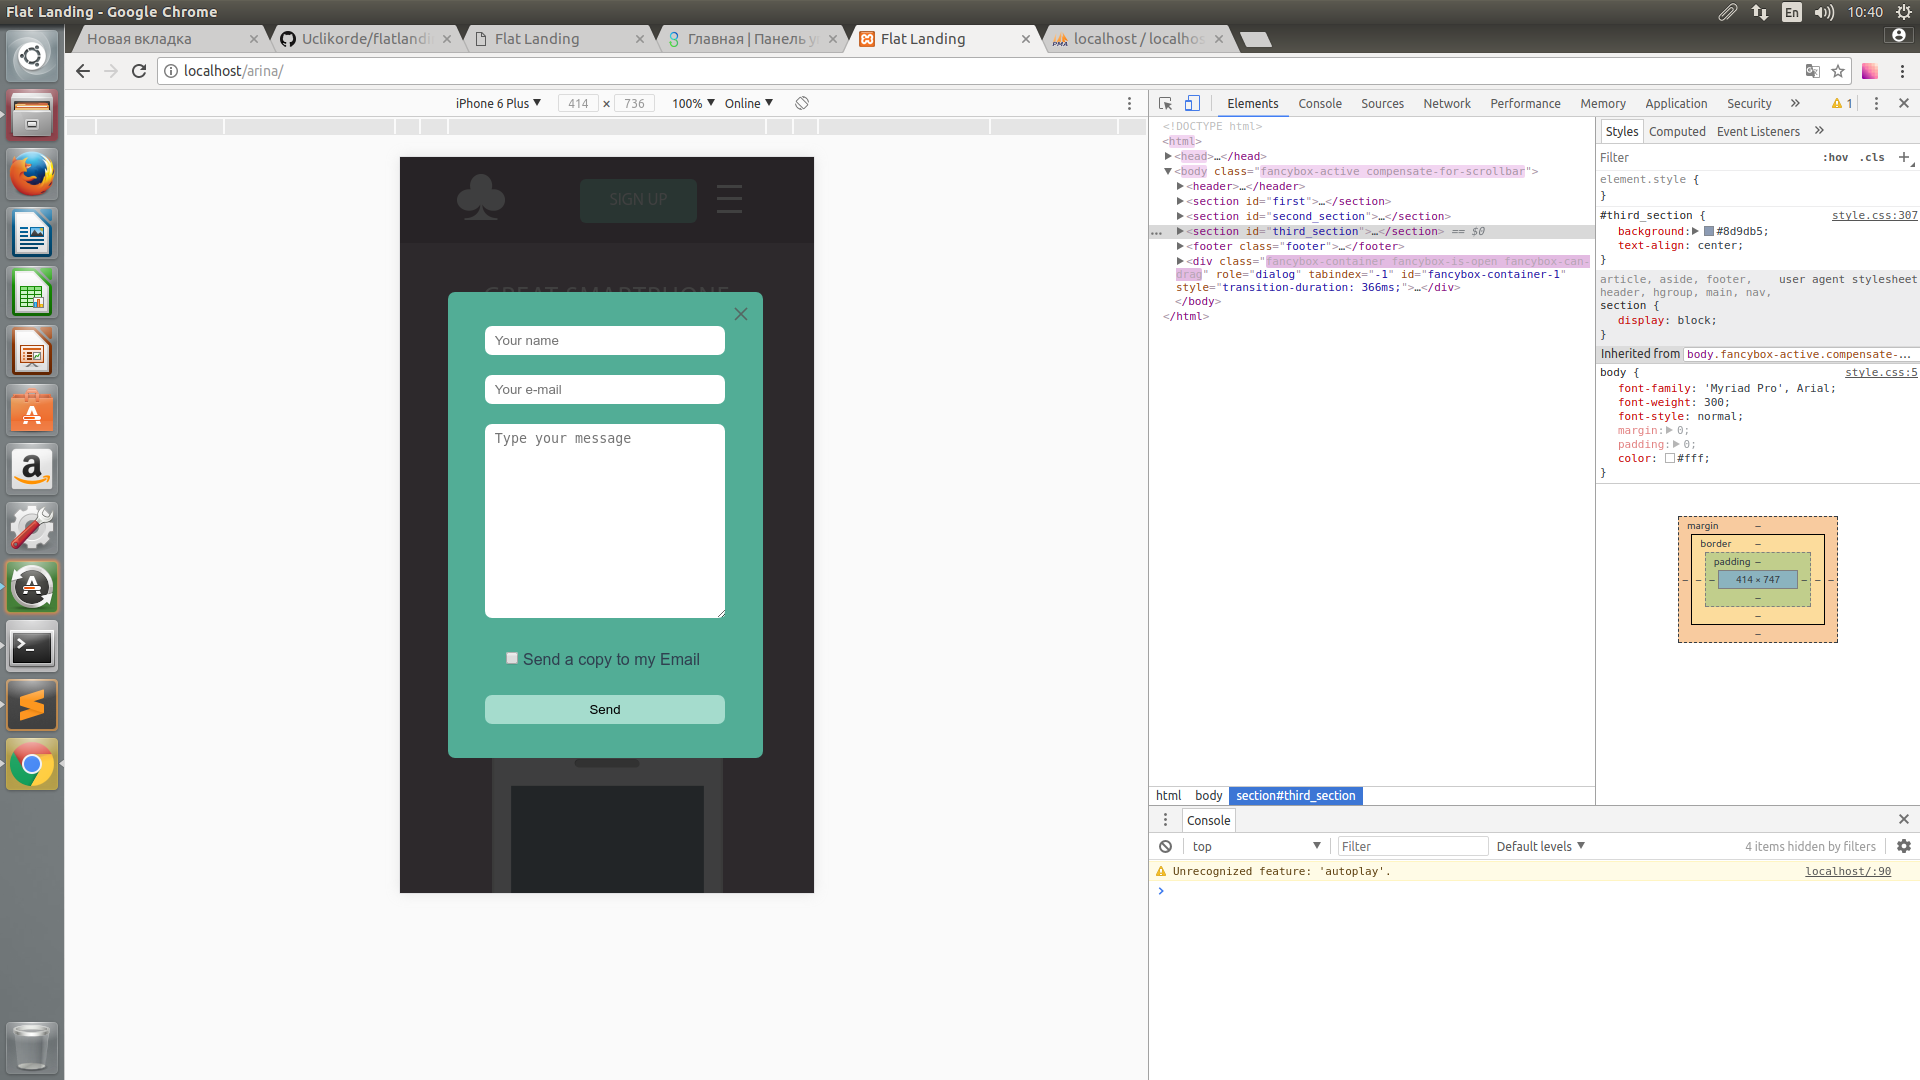 Flat Landing - Google Chrome
En
10:40
Новая вкладка
Uclikorde/flatlandi
Flat Landing
Главная | Панель у
Flat Landing
localhost / localhos
localhost/arina/
iPhone 6 Plus ▼ 414 × 736 100% ▼ Online ▼
Elements Console Sources Network Performance Memory Application Security » 1
<!DOCTYPE html>
<html>
▶<head>…</head>
▼<body class="fancybox-active compensate-for-scrollbar">
▶<header>…</header>
▶<section id="first">…</section>
▶<section id="second_section">…</section>
… ▶<section id="third_section">…</section> == $0
▶<footer class="footer">…</footer>
▶<div class="fancybox-container fancybox-is-open fancybox-can-
drag" role="dialog" tabindex="-1" id="fancybox-container-1"
style="transition-duration: 366ms;">…</div>
</body>
</html>
Styles Computed Event Listeners »
Filter :hov .cls +
element.style {
}
#third_section { style.css:307
background:▶ #8d9db5;
text-align: center;
}
article, aside, footer, user agent stylesheet
header, hgroup, main, nav,
section {
display: block;
}
Inherited from body.fancybox-active.compensate-…
body { style.css:5
font-family: 'Myriad Pro', Arial;
font-weight: 300;
font-style: normal;
margin:▶ 0;
padding:▶ 0;
color: #fff;
}
margin –
border –
padding –
– – – 414 × 747 – – –
–
–
–
SIGN UP
GREAT SMARTPHONE
Your name
Your e-mail
Type your message
Send a copy to my Email
Send
html body section#third_section
Console
top ▼ Filter Default levels ▼ 4 items hidden by filters
Unrecognized feature: 'autoplay'. localhost/:90
>
PMA